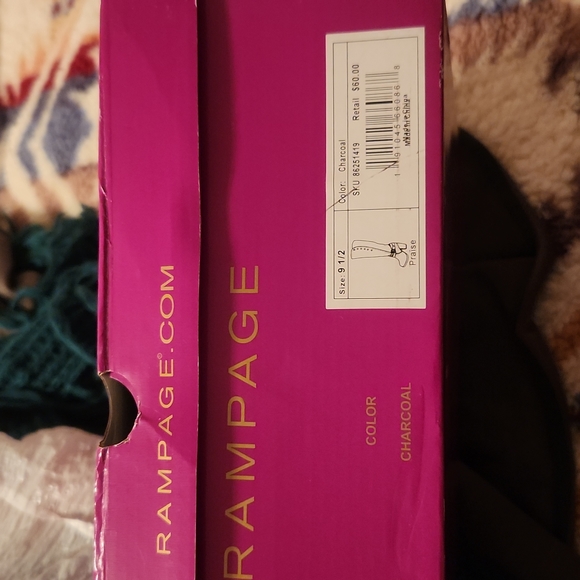 RAMPAGE®.COM
RAMPAGE
COLOR
CHARCOAL
Size: 9 1/2
Color: Charcoal
SKU 86251419 Retail $60.00
Praise
Made in China